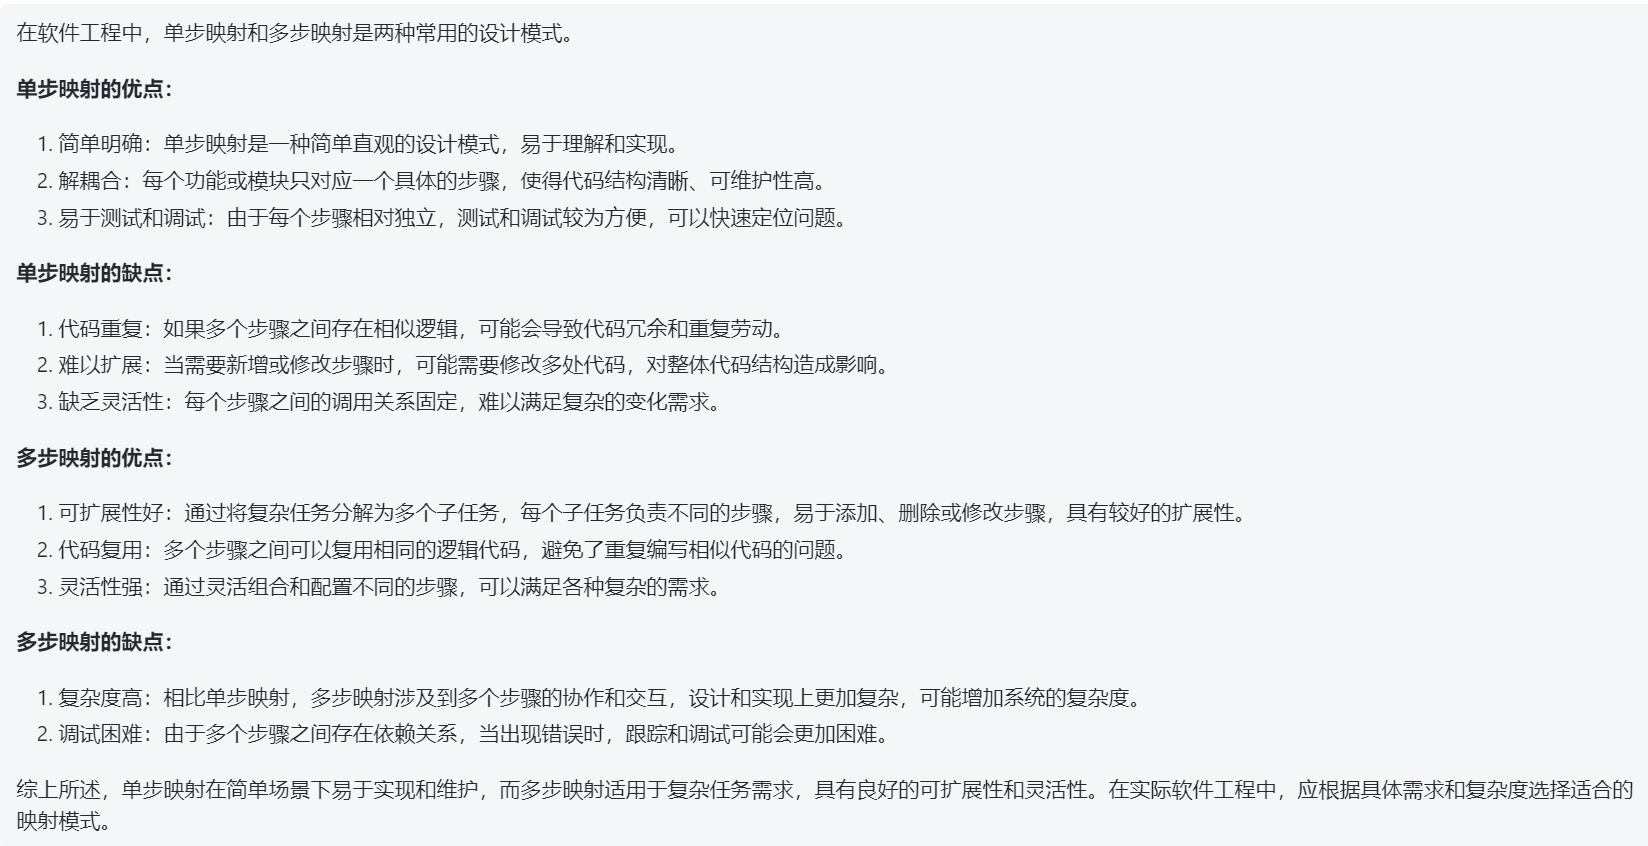 在软件工程中，单步映射和多步映射是两种常用的设计模式。
单步映射的优点：
1. 简单明确：单步映射是一种简单直观的设计模式，易于理解和实现。
2. 解耦合：每个功能或模块只对应一个具体的步骤，使得代码结构清晰、可维护性高。
3. 易于测试和调试：由于每个步骤相对独立，测试和调试较为方便，可以快速定位问题。
单步映射的缺点：
1. 代码重复：如果多个步骤之间存在相似逻辑，可能会导致代码冗余和重复劳动。
2. 难以扩展：当需要新增或修改步骤时，可能需要修改多处代码，对整体代码结构造成影响。
3. 缺乏灵活性：每个步骤之间的调用关系固定，难以满足复杂的变化需求。
多步映射的优点：
1. 可扩展性好：通过将复杂任务分解为多个子任务，每个子任务负责不同的步骤，易于添加、删除或修改步骤，具有较好的扩展性。
2. 代码复用：多个步骤之间可以复用相同的逻辑代码，避免了重复编写相似代码的问题。
3. 灵活性强：通过灵活组合和配置不同的步骤，可以满足各种复杂的需求。
多步映射的缺点：
1. 复杂度高：相比单步映射，多步映射涉及到多个步骤的协作和交互，设计和实现上更加复杂，可能增加系统的复杂度。
2. 调试困难：由于多个步骤之间存在依赖关系，当出现错误时，跟踪和调试可能会更加困难。
综上所述，单步映射在简单场景下易于实现和维护，而多步映射适用于复杂任务需求，具有良好的可扩展性和灵活性。在实际软件工程中，应根据具体需求和复杂度选择适合的
映射模式。